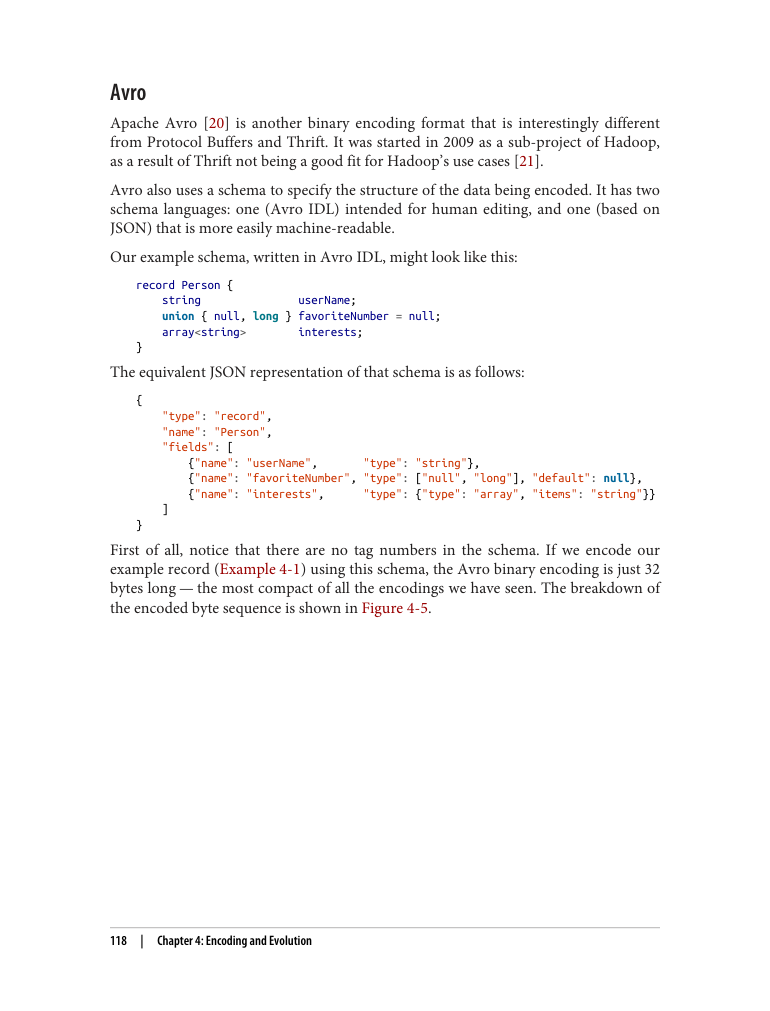 Avro
Apache Avro [20] is another binary encoding format that is interestingly different
from Protocol Buffers and Thrift. It was started in 2009 as a sub-project of Hadoop,
as a result of Thrift not being a good fit for Hadoop’s use cases [21].
Avro also uses a schema to specify the structure of the data being encoded. It has two
schema languages: one (Avro IDL) intended for human editing, and one (based on
JSON) that is more easily machine-readable.
Our example schema, written in Avro IDL, might look like this:
record Person {
    string               userName;
    union { null, long } favoriteNumber = null;
    array<string>        interests;
}
The equivalent JSON representation of that schema is as follows:
{
    "type": "record",
    "name": "Person",
    "fields": [
        {"name": "userName",       "type": "string"},
        {"name": "favoriteNumber", "type": ["null", "long"], "default": null},
        {"name": "interests",      "type": {"type": "array", "items": "string"}}
    ]
}
First of all, notice that there are no tag numbers in the schema. If we encode our
example record (Example 4-1) using this schema, the Avro binary encoding is just 32
bytes long — the most compact of all the encodings we have seen. The breakdown of
the encoded byte sequence is shown in Figure 4-5.
118 | Chapter 4: Encoding and Evolution